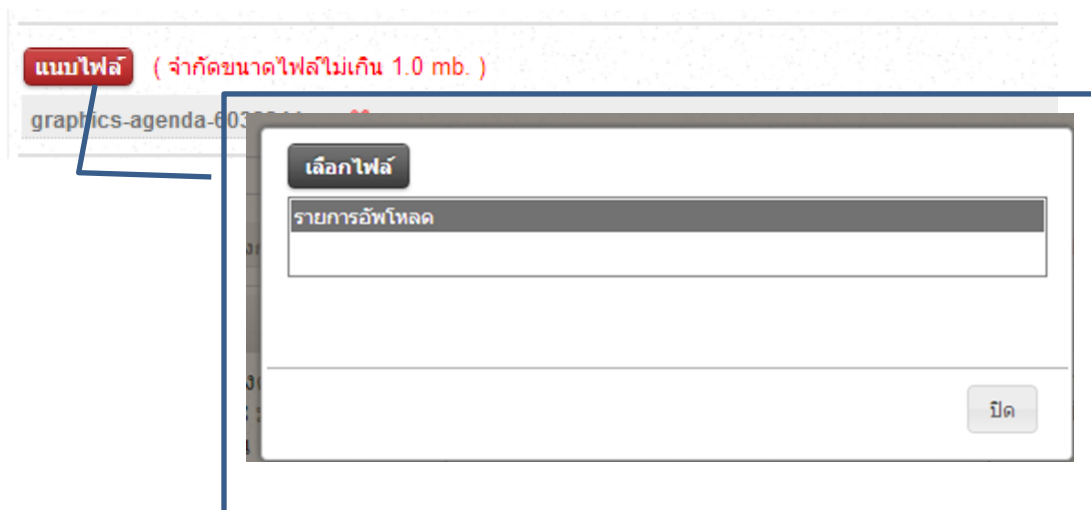 แนบไฟล์ ( จำกัดขนาดไฟล์ไม่เกิน 1.0 mb. )
graphics-agenda-603
เลือกไฟล์
รายการอัพโหลด
ปิด